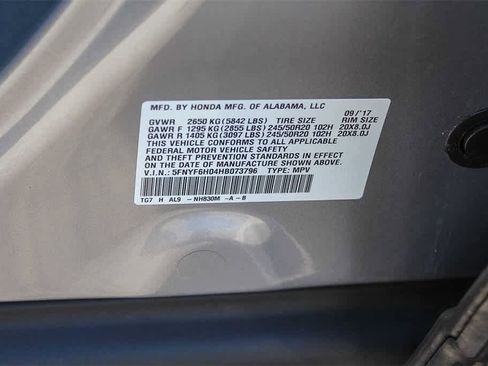 MFD. BY HONDA MFG. OF ALABAMA, LLC
09/'17
GVWR 2650 KG (5842 LBS) TIRE SIZE RIM SIZE
GAWR F 1295 KG (2855 LBS) 245/50R20 102H 20X8.0J
GAWR R 1405 KG (3097 LBS) 245/50R20 102H 20X8.0J
THIS VEHICLE CONFORMS TO ALL APPLICABLE
FEDERAL MOTOR VEHICLE SAFETY
AND THEFT PREVENTION STANDARDS IN EFFECT
ON THE DATE OF MANUFACTURE SHOWN ABOVE.
V.I.N.: 5FNYF6H04HB073796 TYPE: MPV
TG7 H AL9 -NH830M -A-B